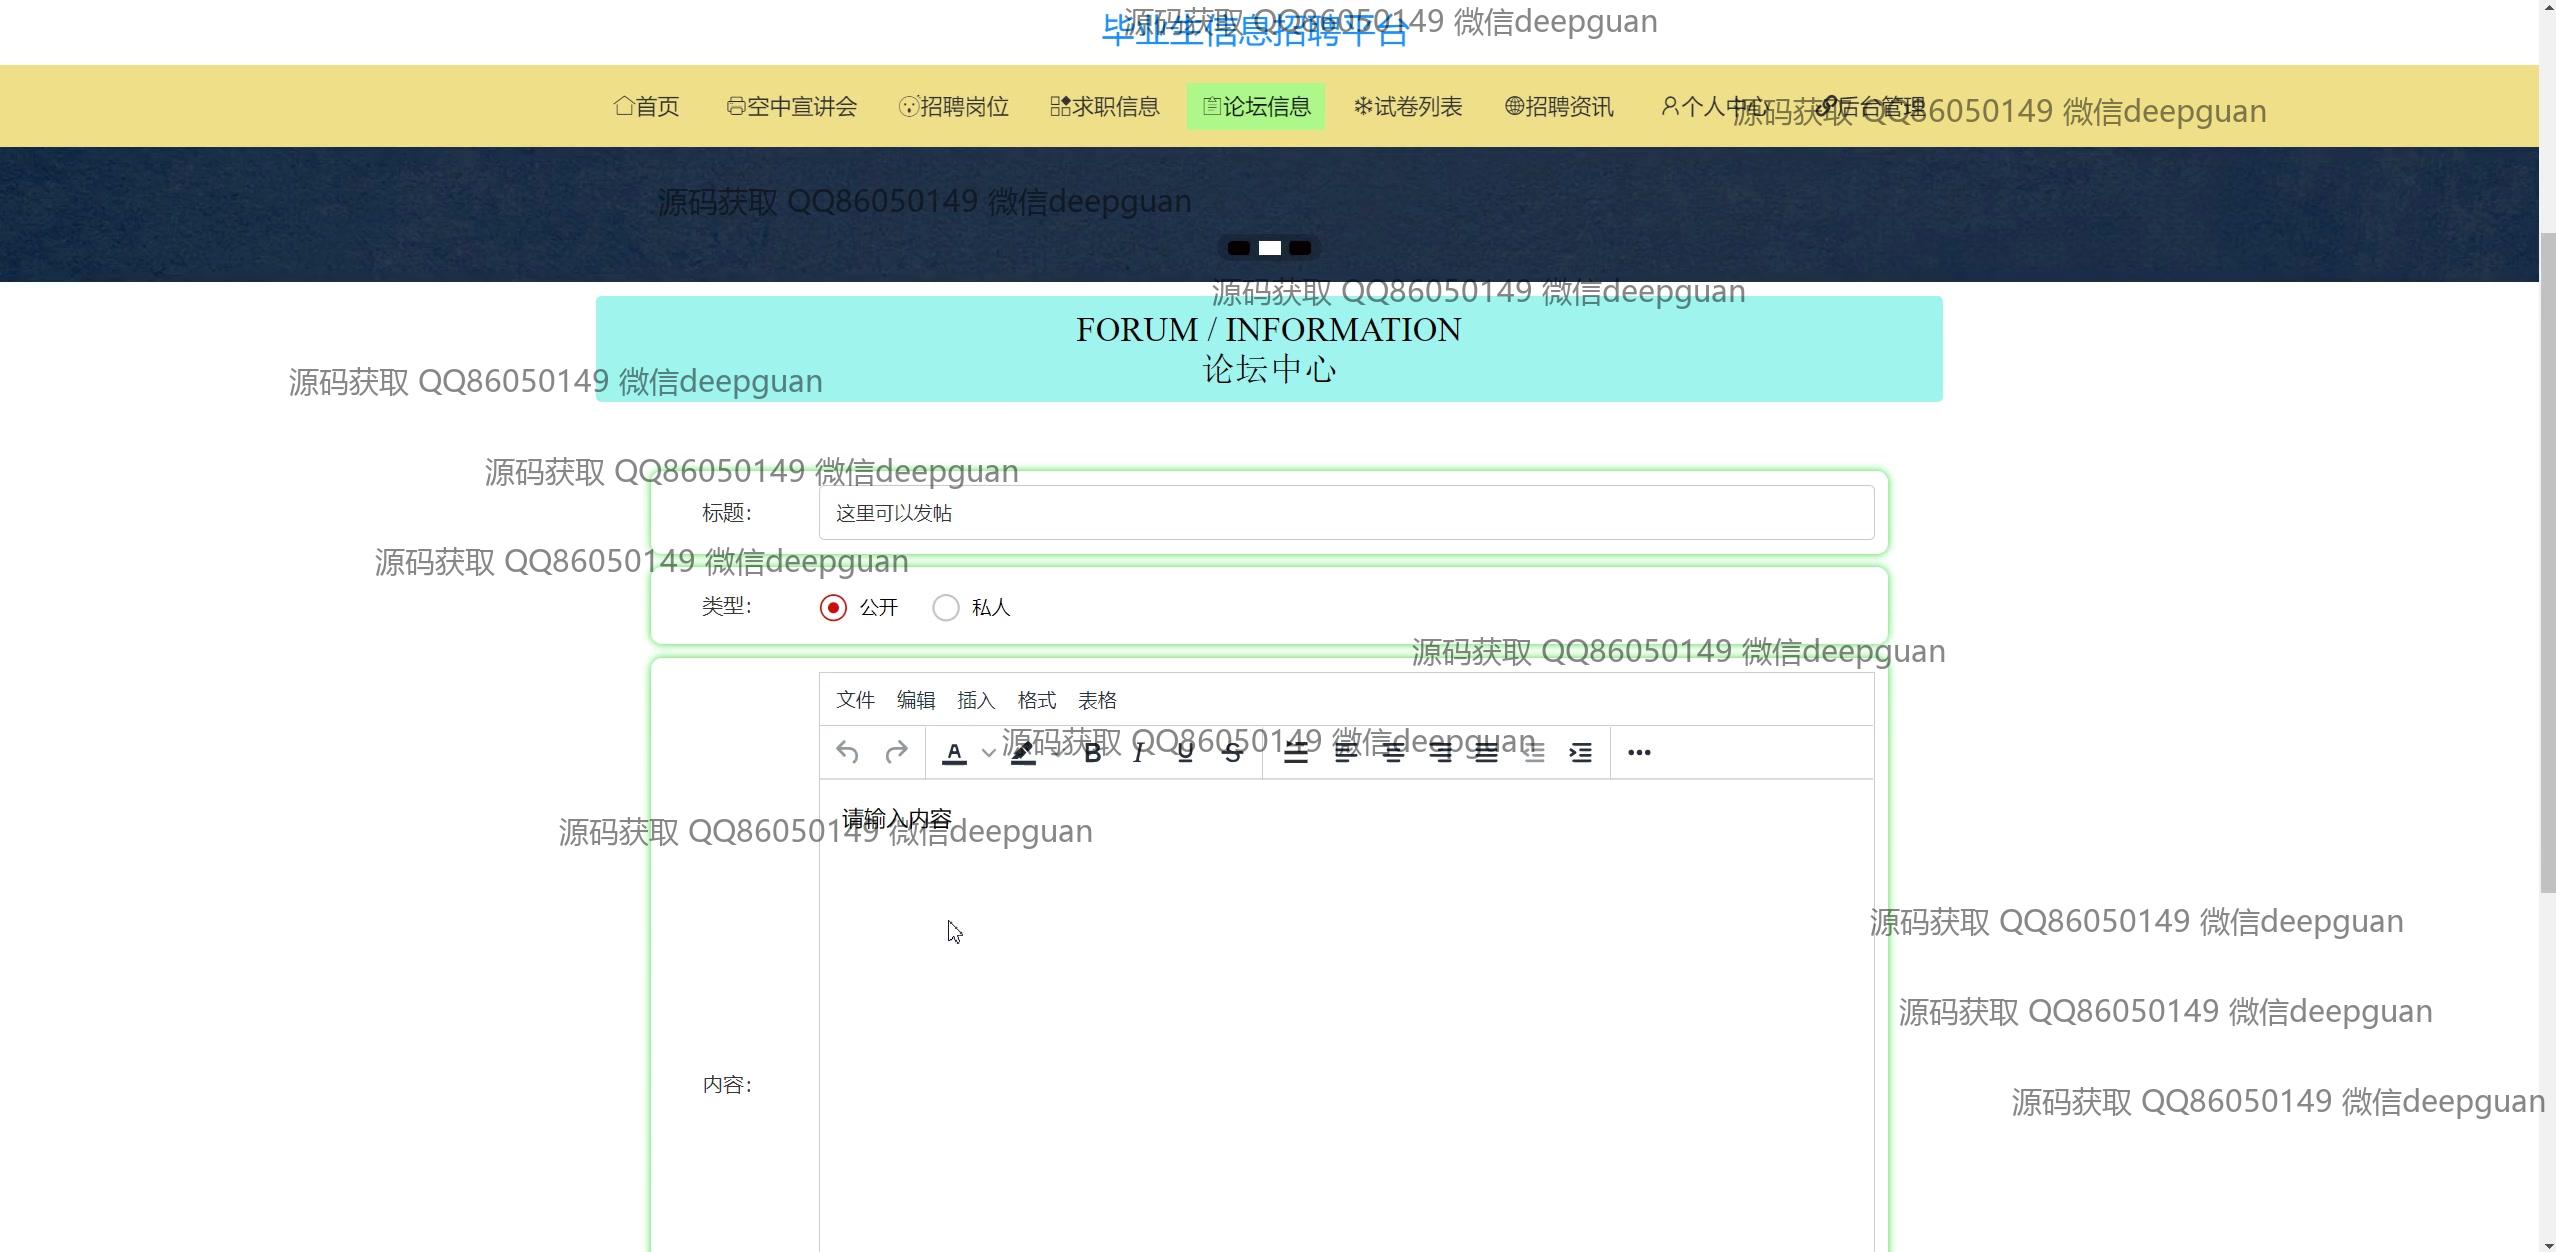 毕业生信息招聘平台
源码获取 QQ86050149 微信deepguan
首页 空中宣讲会 招聘岗位 求职信息 论坛信息 试卷列表 招聘资讯 个人中心 后台管理
源码获取 QQ86050149 微信deepguan
源码获取 QQ86050149 微信deepguan
源码获取 QQ86050149 微信deepguan
FORUM / INFORMATION
论坛中心
源码获取 QQ86050149 微信deepguan
源码获取 QQ86050149 微信deepguan
标题： 这里可以发帖
源码获取 QQ86050149 微信deepguan
类型： 公开 私人
源码获取 QQ86050149 微信deepguan
文件 编辑 插入 格式 表格
源码获取 QQ86050149 微信deepguan
A B I U S
请输入内容
源码获取 QQ86050149 微信deepguan
源码获取 QQ86050149 微信deepguan
源码获取 QQ86050149 微信deepguan
内容：
源码获取 QQ86050149 微信deepguan